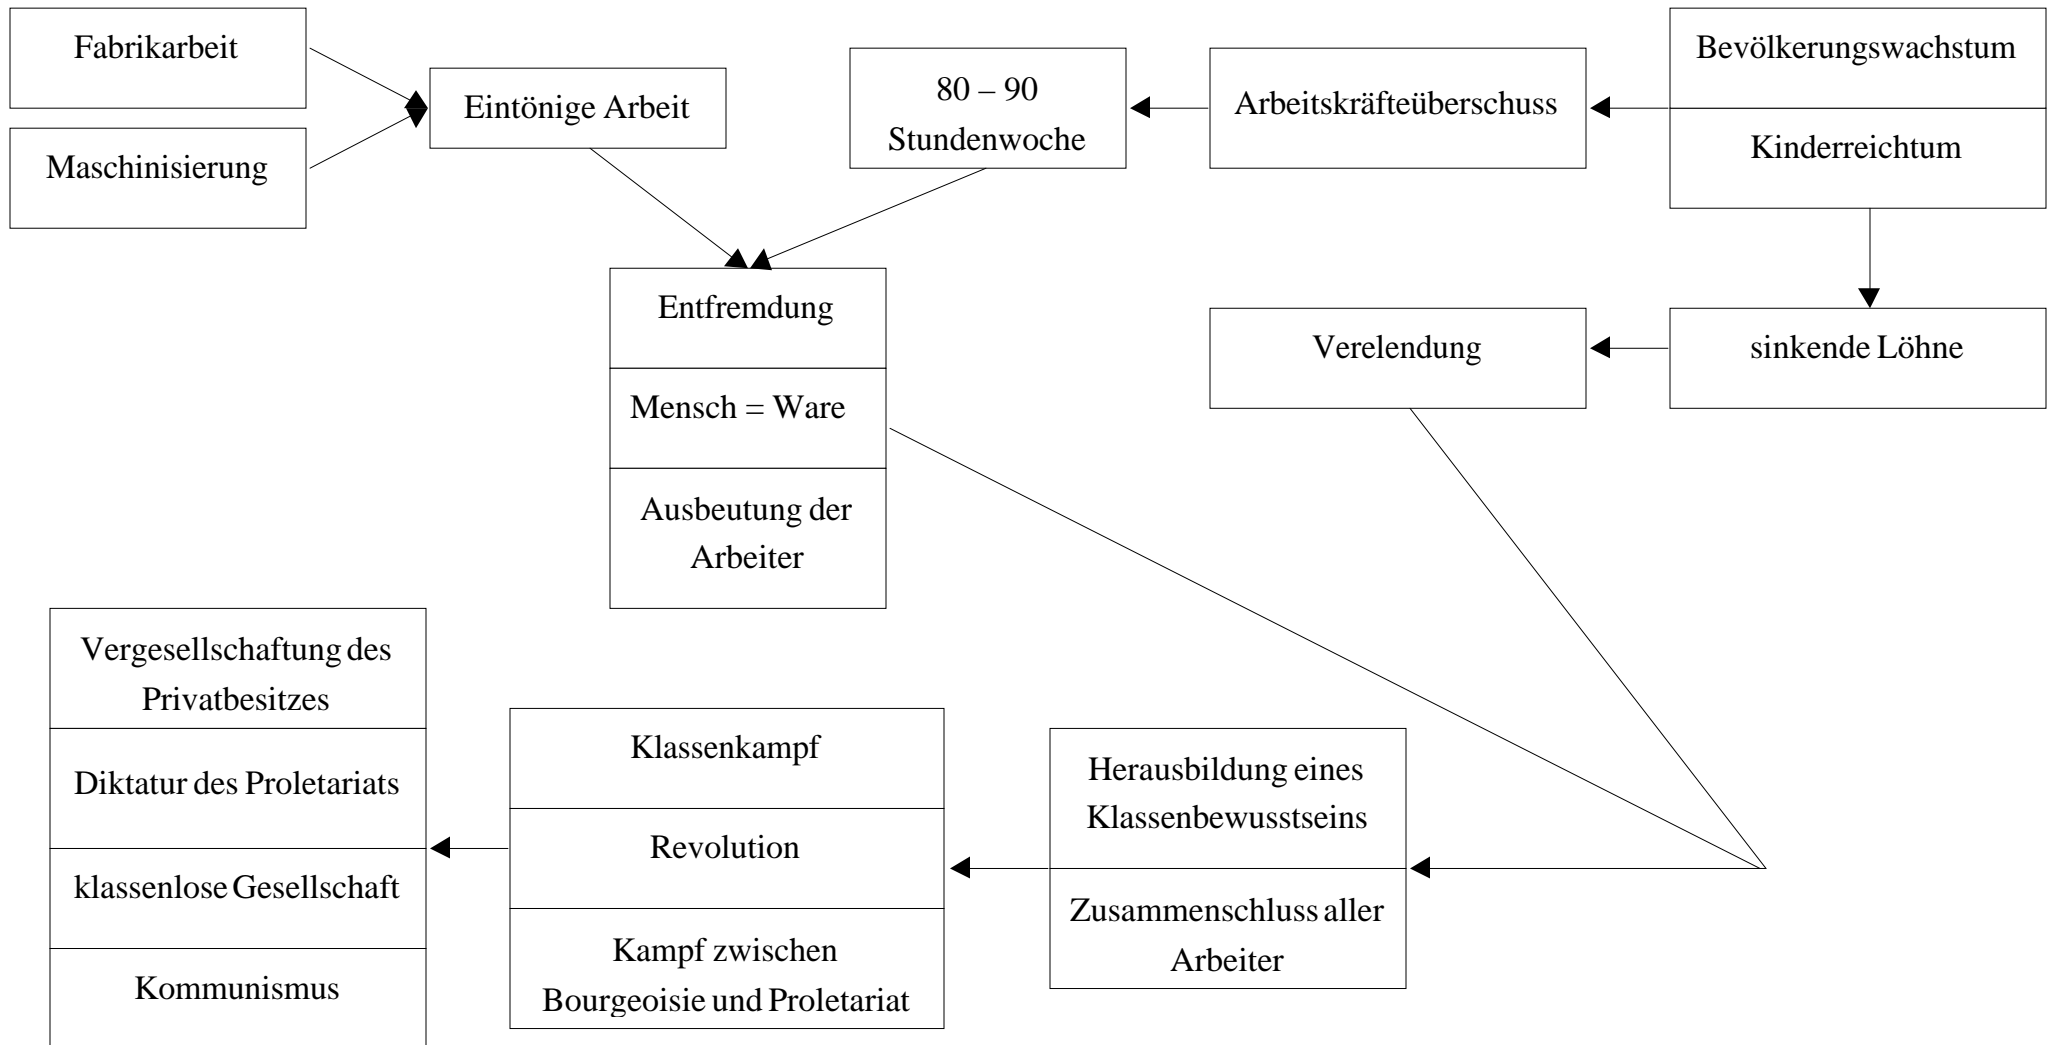 Fabrikarbeit
Maschinisierung
Eintönige Arbeit
80 – 90
Stundenwoche
Arbeitskräfteüberschuss
Bevölkerungswachstum
Kinderreichtum
Entfremdung
Mensch = Ware
Ausbeutung der
Arbeiter
Verelendung
sinkende Löhne
Vergesellschaftung des
Privatbesitzes
Diktatur des Proletariats
klassenlose Gesellschaft
Kommunismus
Klassenkampf
Revolution
Kampf zwischen
Bourgeoisie und Proletariat
Herausbildung eines
Klassenbewusstseins
Zusammenschluss aller
Arbeiter